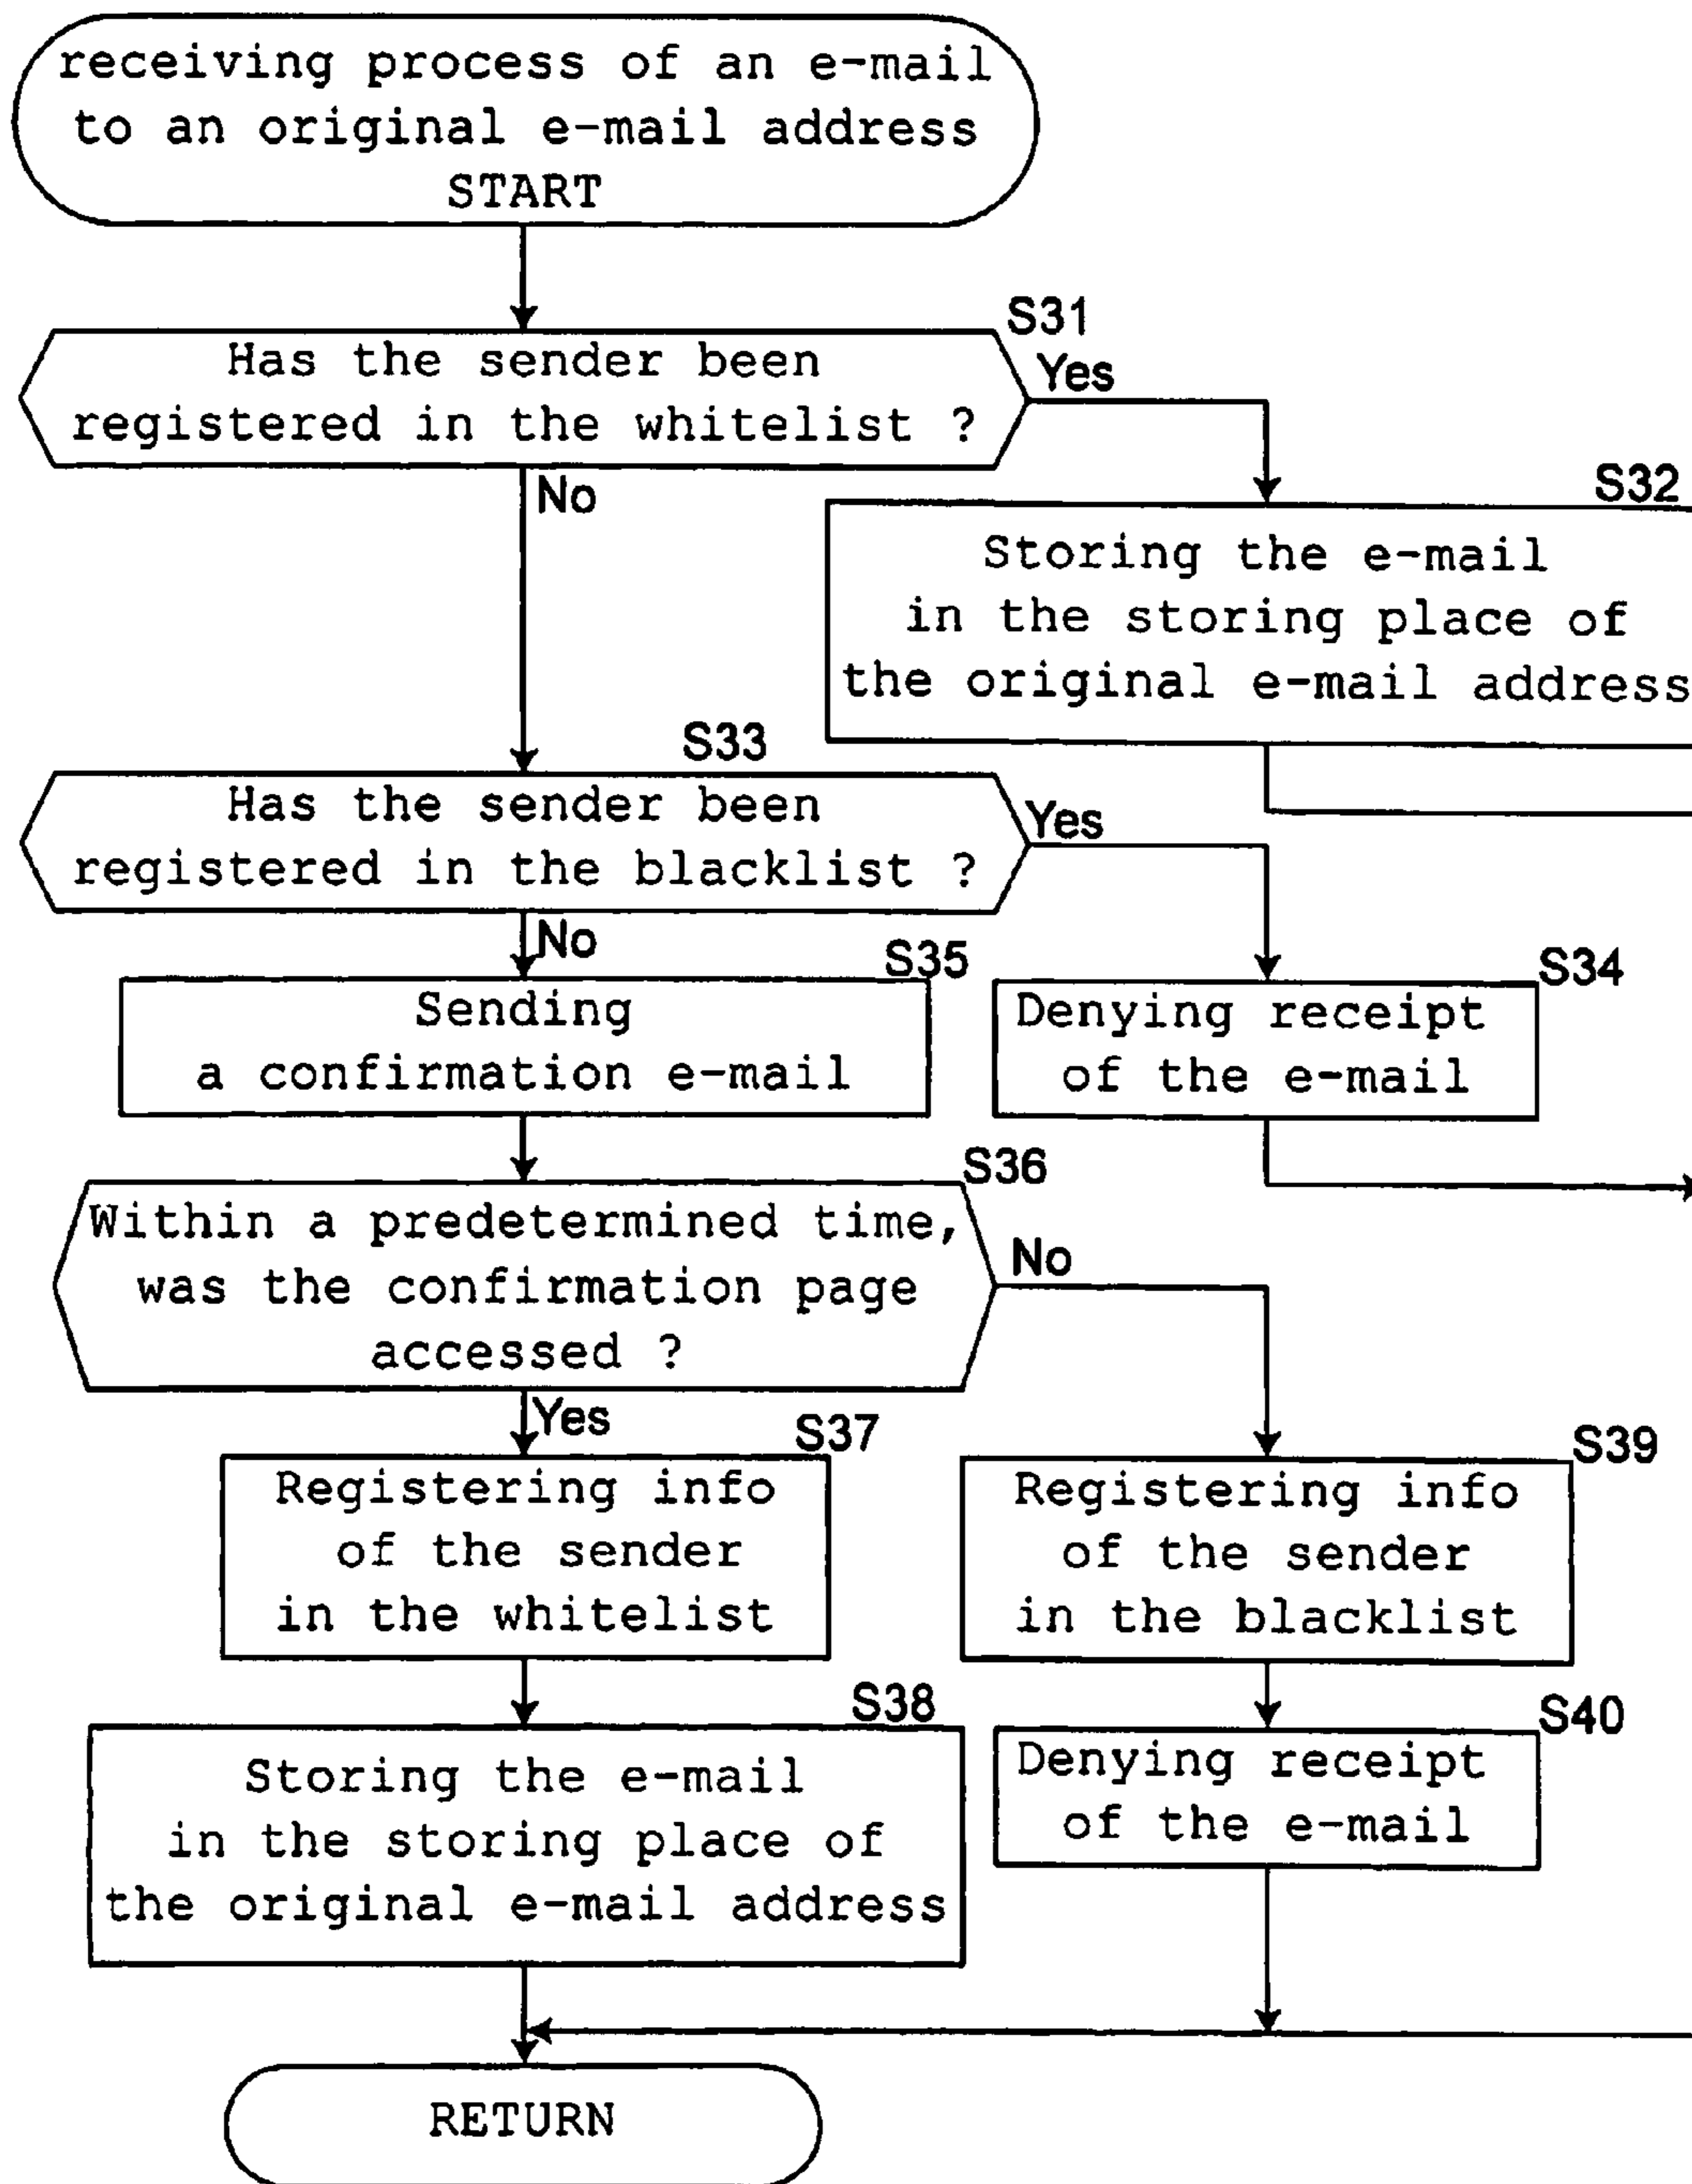 receiving process of an e-mail
to an original e-mail address
START
S31
Has the sender been
registered in the whitelist ?
Yes
No
S32
Storing the e-mail
in the storing place of
the original e-mail address
S33
Has the sender been
registered in the blacklist ?
Yes
No
S35
Sending
a confirmation e-mail
S34
Denying receipt
of the e-mail
S36
Within a predetermined time,
was the confirmation page
accessed ?
No
Yes
S37
Registering info
of the sender
in the whitelist
S39
Registering info
of the sender
in the blacklist
S38
Storing the e-mail
in the storing place of
the original e-mail address
S40
Denying receipt
of the e-mail
RETURN